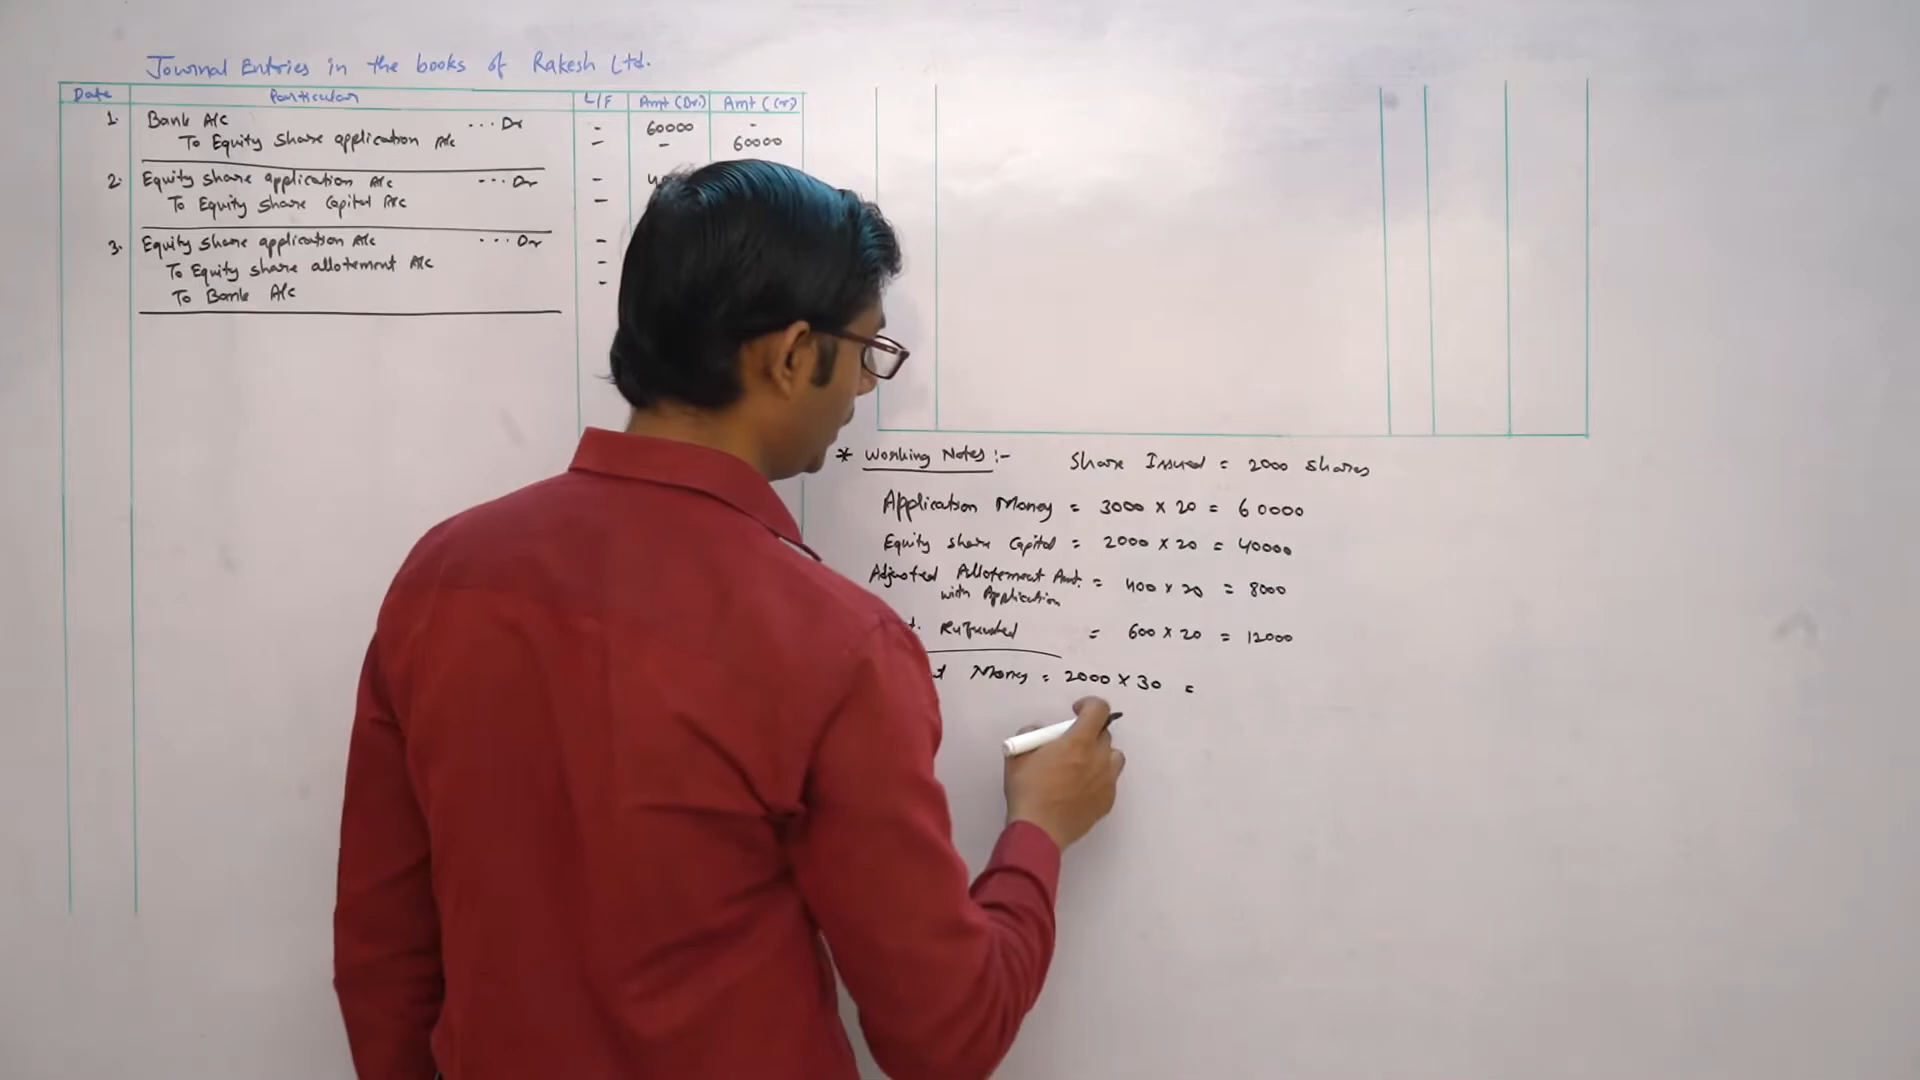 Journal Entries in the books of Rakesh Ltd.
Date Particular L/F Amt (Dr) Amt (Cr)
1. Bank A/c ... Dr - 60000 -
To Equity share application A/c - - 60000
2. Equity share application A/c ... Dr -
To Equity share Capital A/c -
3. Equity share application A/c ... Dr -
To Equity share allotement A/c -
To Bank A/c -
* Working Notes :- Share Issued = 2000 shares
Application Money = 3000 × 20 = 60000
Equity share Capital = 2000 × 20 = 40000
Adjusted Allotement Amt. = 400 × 20 = 8000
with Application
Refunded = 600 × 20 = 12000
Money = 2000 × 30 =